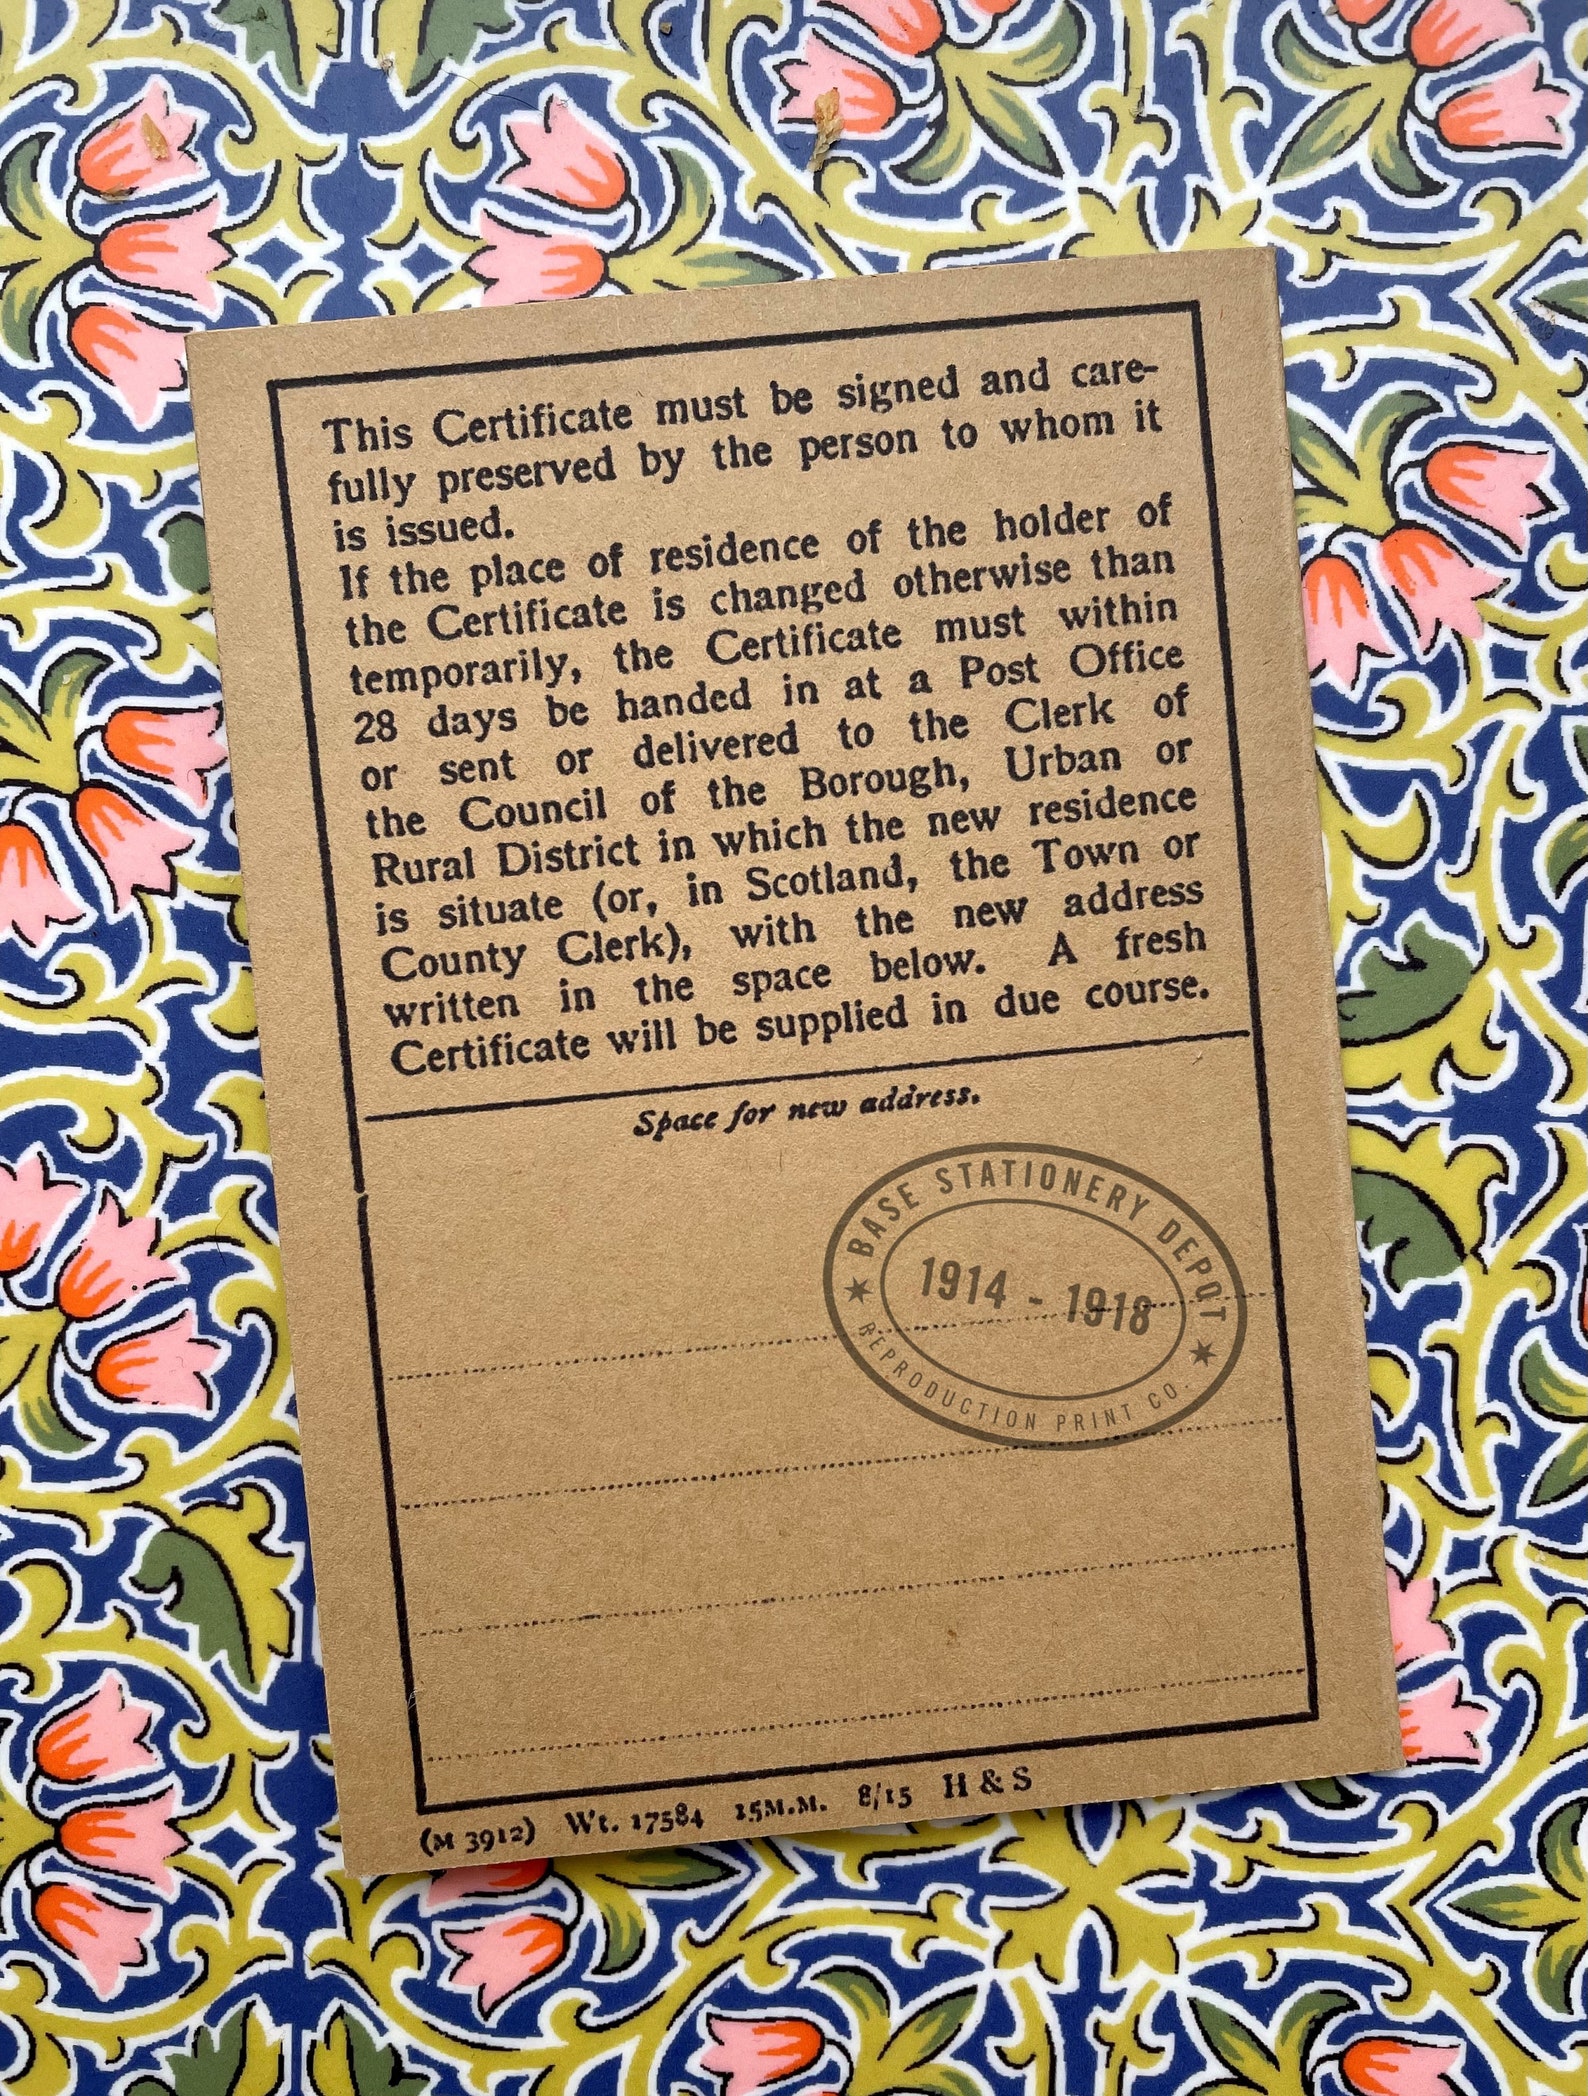 This Certificate must be signed and care-
fully preserved by the person to whom it
is issued.
If the place of residence of the holder of
the Certificate is changed otherwise than
temporarily, the Certificate must within
28 days be handed in at a Post Office
or sent or delivered to the Clerk of
the Council of the Borough, Urban or
Rural District in which the new residence
is situate (or, in Scotland, the Town or
County Clerk), with the new address
written in the space below. A fresh
Certificate will be supplied in due course.
Space for new address.
BASE STATIONERY DEPOT
1914 - 1918
REPRODUCTION PRINT CO.
(M 3912) Wt. 17584 15M.M. 8/15 H & S